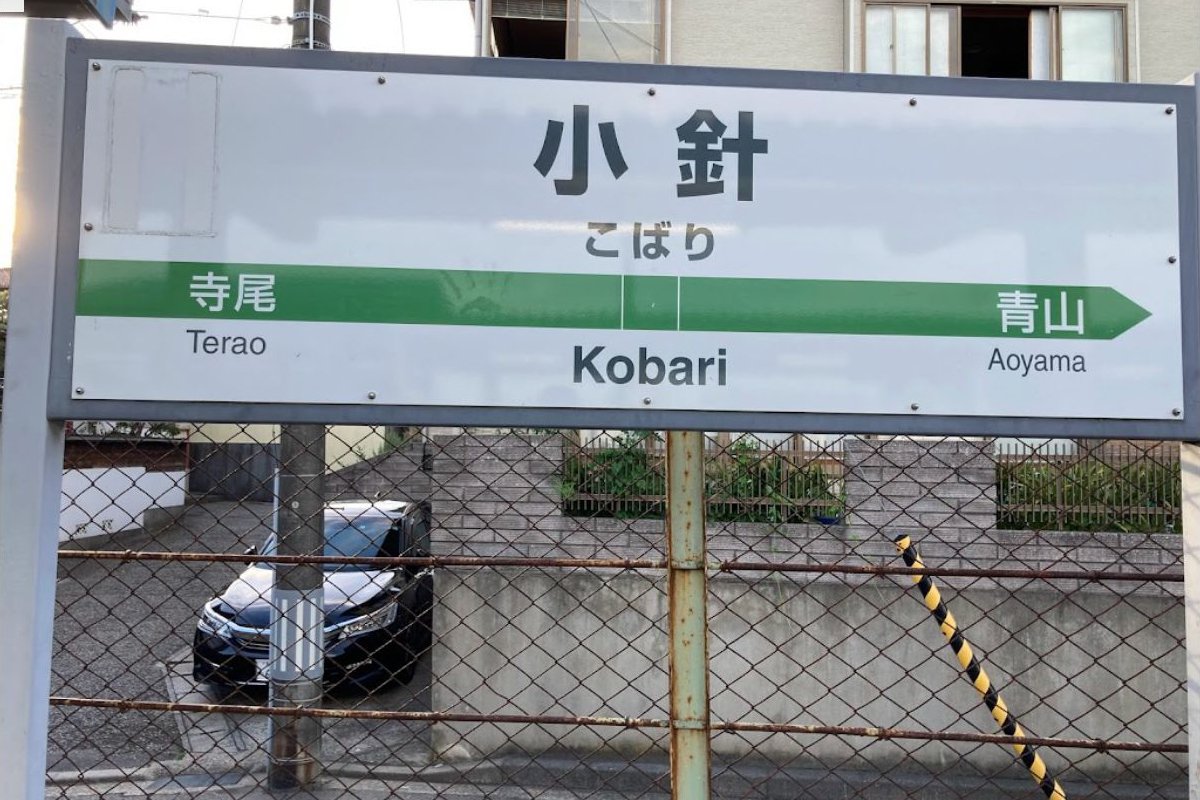 小針
こばり
寺尾
青山
Terao
Kobari
Aoyama